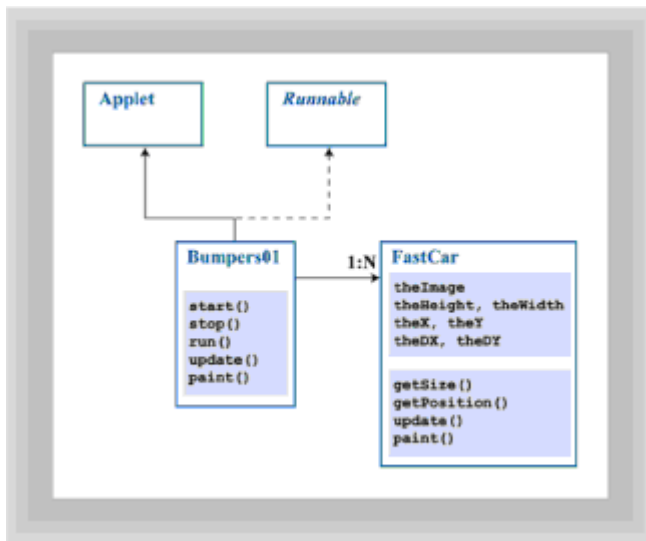 Applet
Runnable
Bumpers01
start()
stop()
run()
update()
paint()
1:N
FastCar
theImage
theHeight, theWidth
theX, theY
theDX, theDY
getSize()
getPosition()
update()
paint()